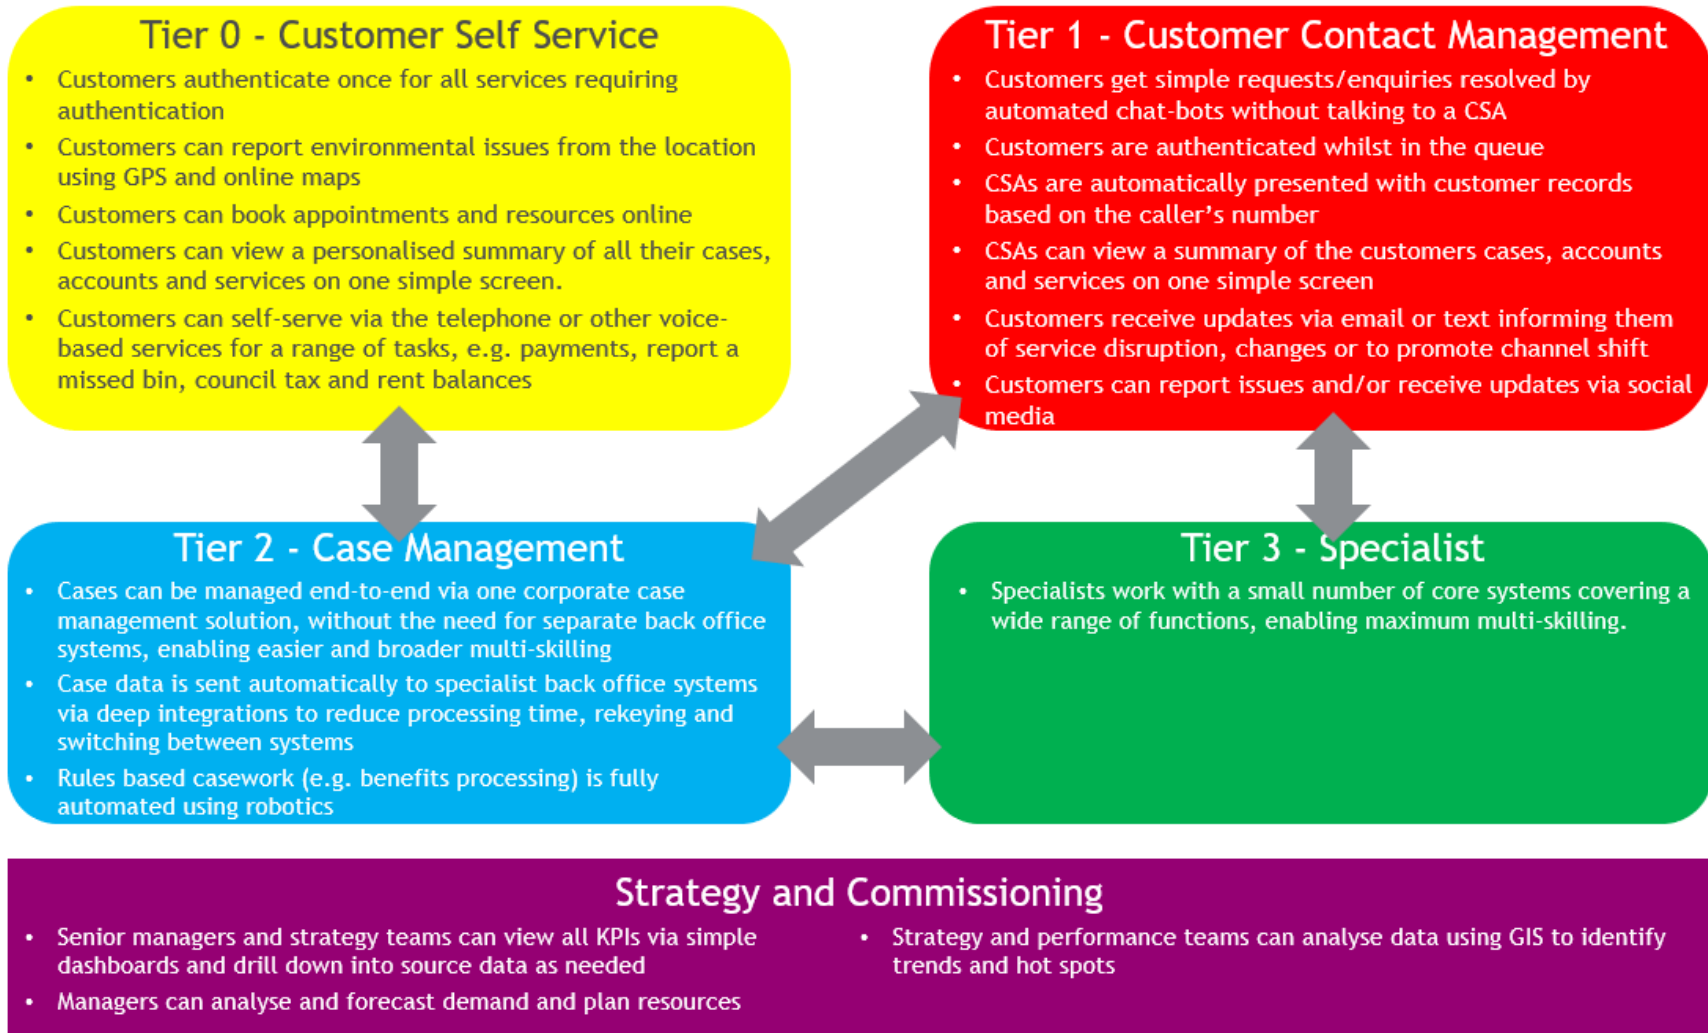 Tier 0 - Customer Self Service
• Customers authenticate once for all services requiring
authentication
• Customers can report environmental issues from the location
using GPS and online maps
• Customers can book appointments and resources online
• Customers can view a personalised summary of all their cases,
accounts and services on one simple screen.
• Customers can self-serve via the telephone or other voice-
based services for a range of tasks, e.g. payments, report a
missed bin, council tax and rent balances
Tier 1 - Customer Contact Management
• Customers get simple requests/enquiries resolved by
automated chat-bots without talking to a CSA
• Customers are authenticated whilst in the queue
• CSAs are automatically presented with customer records
based on the caller's number
• CSAs can view a summary of the customers cases, accounts
and services on one simple screen
• Customers receive updates via email or text informing them
of service disruption, changes or to promote channel shift
• Customers can report issues and/or receive updates via social
media
Tier 2 - Case Management
• Cases can be managed end-to-end via one corporate case
management solution, without the need for separate back office
systems, enabling easier and broader multi-skilling
• Case data is sent automatically to specialist back office systems
via deep integrations to reduce processing time, rekeying and
switching between systems
• Rules based casework (e.g. benefits processing) is fully
automated using robotics
Tier 3 - Specialist
• Specialists work with a small number of core systems covering a
wide range of functions, enabling maximum multi-skilling.
Strategy and Commissioning
• Senior managers and strategy teams can view all KPIs via simple
dashboards and drill down into source data as needed
• Managers can analyse and forecast demand and plan resources
• Strategy and performance teams can analyse data using GIS to identify
trends and hot spots